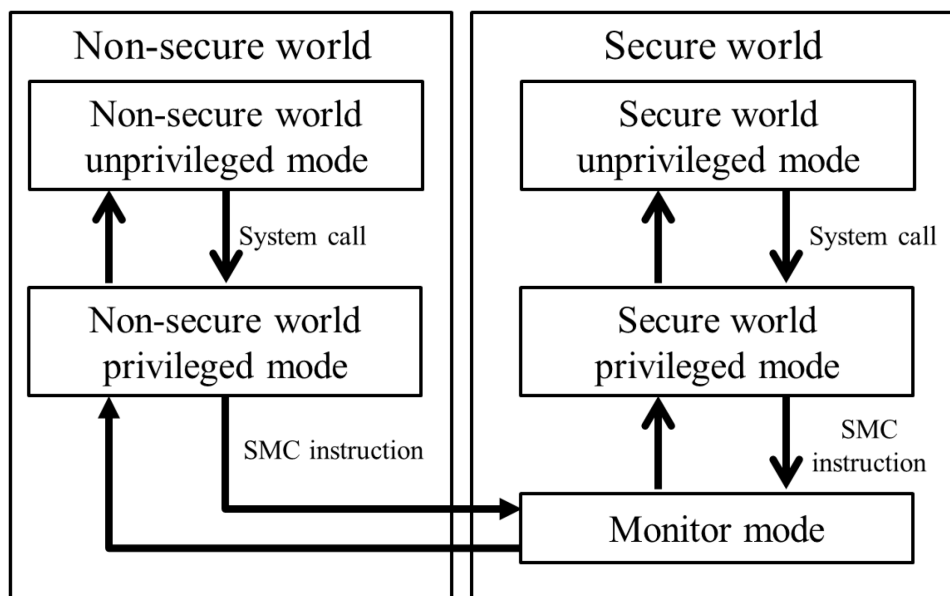 Non-secure world
Non-secure world
unprivileged mode
System call
Non-secure world
privileged mode
SMC instruction
Secure world
Secure world
unprivileged mode
System call
Secure world
privileged mode
SMC
instruction
Monitor mode